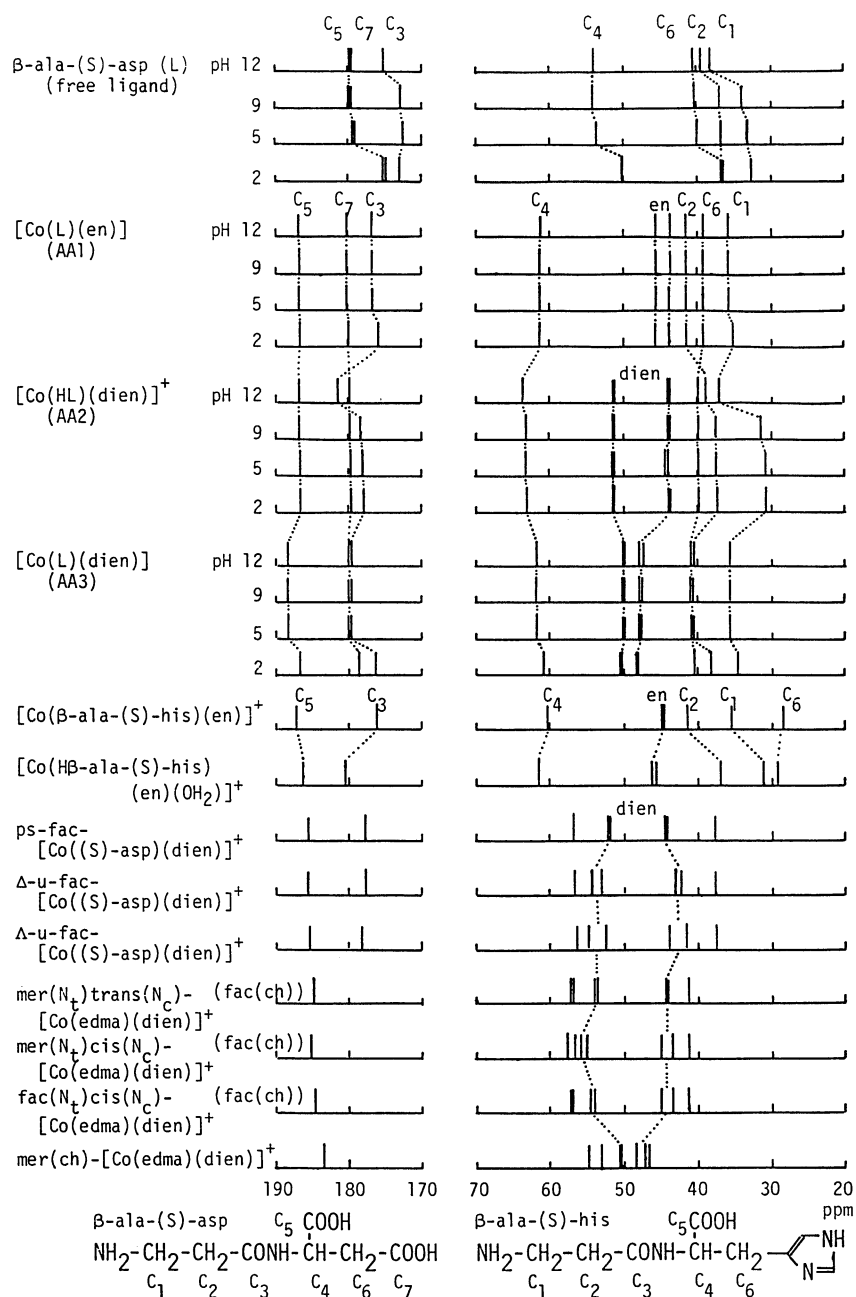 C₅ C₇ C₃ C₄ C₆ C₂ C₁
β-ala-(S)-asp (L) pH 12
(free ligand)
9
5
2
C₅ C₇ C₃ C₄ en C₂ C₆ C₁
[Co(L)(en)] pH 12
(AA1)
9
5
2
dien
[Co(HL)(dien)]⁺ pH 12
(AA2)
9
5
2
[Co(L)(dien)] pH 12
(AA3)
9
5
2
[Co(β-ala-(S)-his)(en)]⁺ C₅ C₃ C₄ en C₂ C₁ C₆
[Co(Hβ-ala-(S)-his)
(en)(OH₂)]⁺
dien
ps-fac-
[Co((S)-asp)(dien)]⁺
Δ-u-fac-
[Co((S)-asp)(dien)]⁺
Δ-u-fac-
[Co((S)-asp)(dien)]⁺
mer(Nₜ)trans(N꜀)- (fac(ch))
[Co(edma)(dien)]⁺
mer(Nₜ)cis(N꜀)- (fac(ch))
[Co(edma)(dien)]⁺
fac(Nₜ)cis(N꜀)- (fac(ch))
[Co(edma)(dien)]⁺
mer(ch)-[Co(edma)(dien)]⁺
190 180 170 70 60 50 40 30 20
ppm
β-ala-(S)-asp C₅ COOH β-ala-(S)-his C₅ COOH
NH₂-CH₂-CH₂-CONH-CH-CH₂-COOH NH₂-CH₂-CH₂-CONH-CH-CH₂ NH N
C₁ C₂ C₃ C₄ C₆ C₇ C₁ C₂ C₃ C₄ C₆